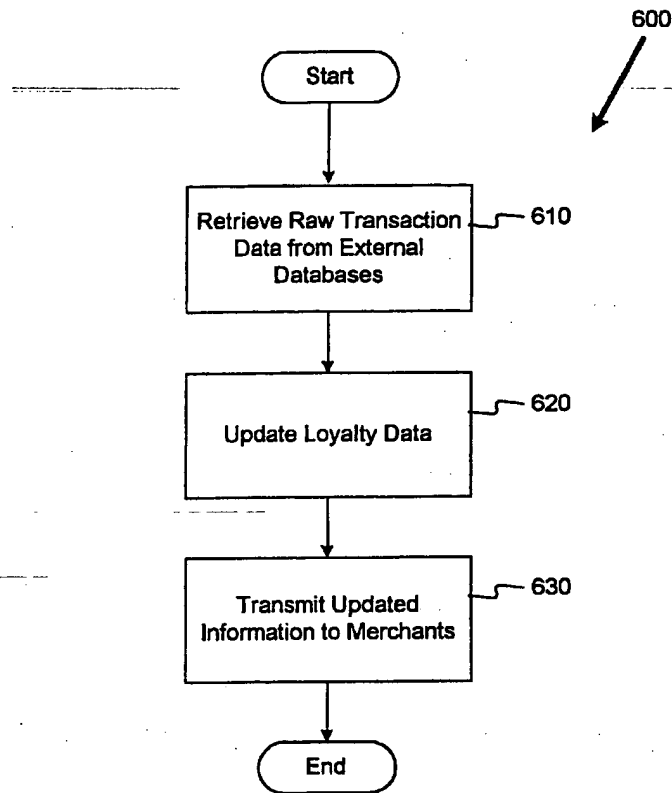 600
Start
Retrieve Raw Transaction
Data from External
Databases
610
Update Loyalty Data
620
Transmit Updated
Information to Merchants
630
End